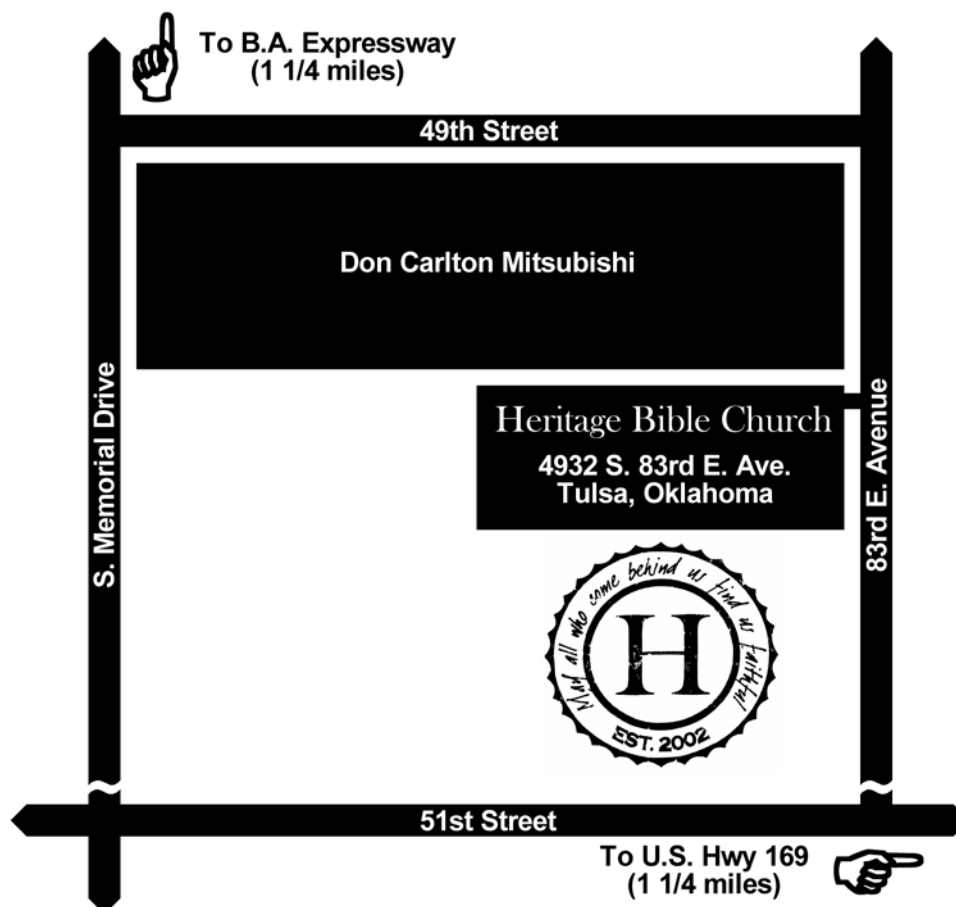 To B.A. Expressway
(1 1/4 miles)
49th Street
Don Carlton Mitsubishi
S. Memorial Drive
Heritage Bible Church
4932 S. 83rd E. Ave.
Tulsa, Oklahoma
83rd E. Avenue
May all who come behind us find us faithful
H
EST. 2002
51st Street
To U.S. Hwy 169
(1 1/4 miles)